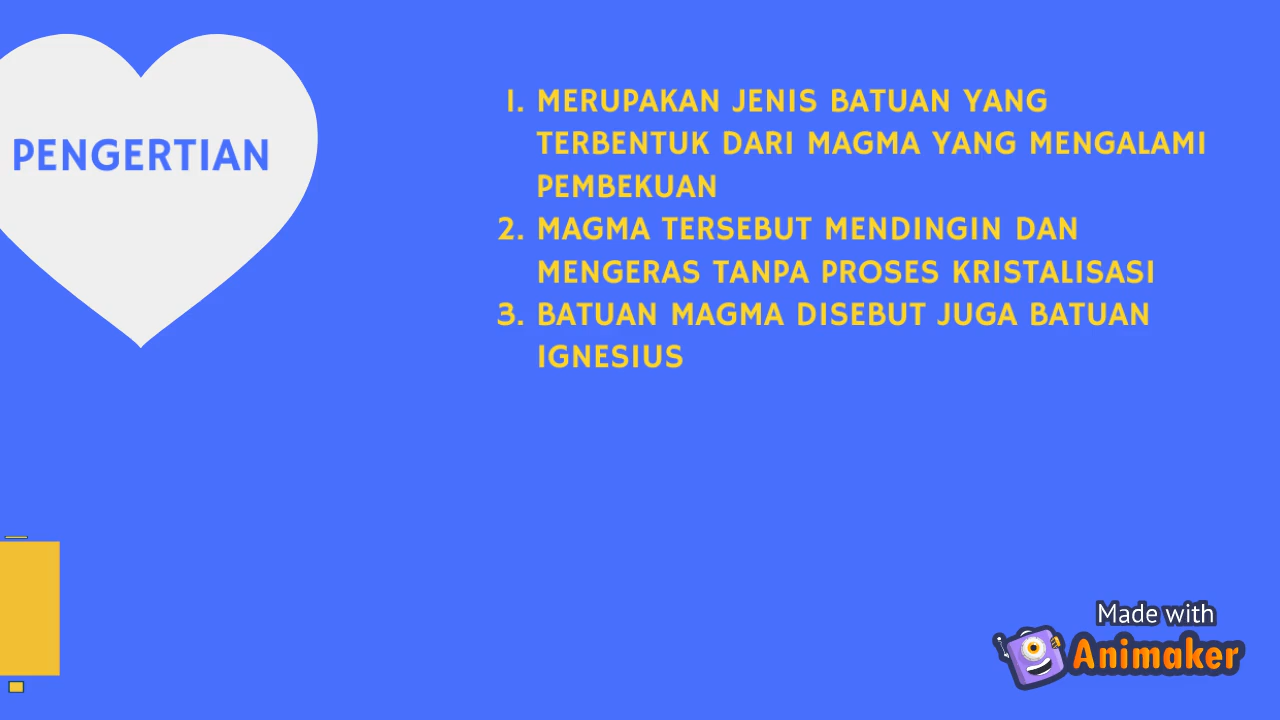 PENGERTIAN
1. MERUPAKAN JENIS BATUAN YANG
TERBENTUK DARI MAGMA YANG MENGALAMI
PEMBEKUAN
2. MAGMA TERSEBUT MENDINGIN DAN
MENGERAS TANPA PROSES KRISTALISASI
3. BATUAN MAGMA DISEBUT JUGA BATUAN
IGNESIUS
Made with
Animaker